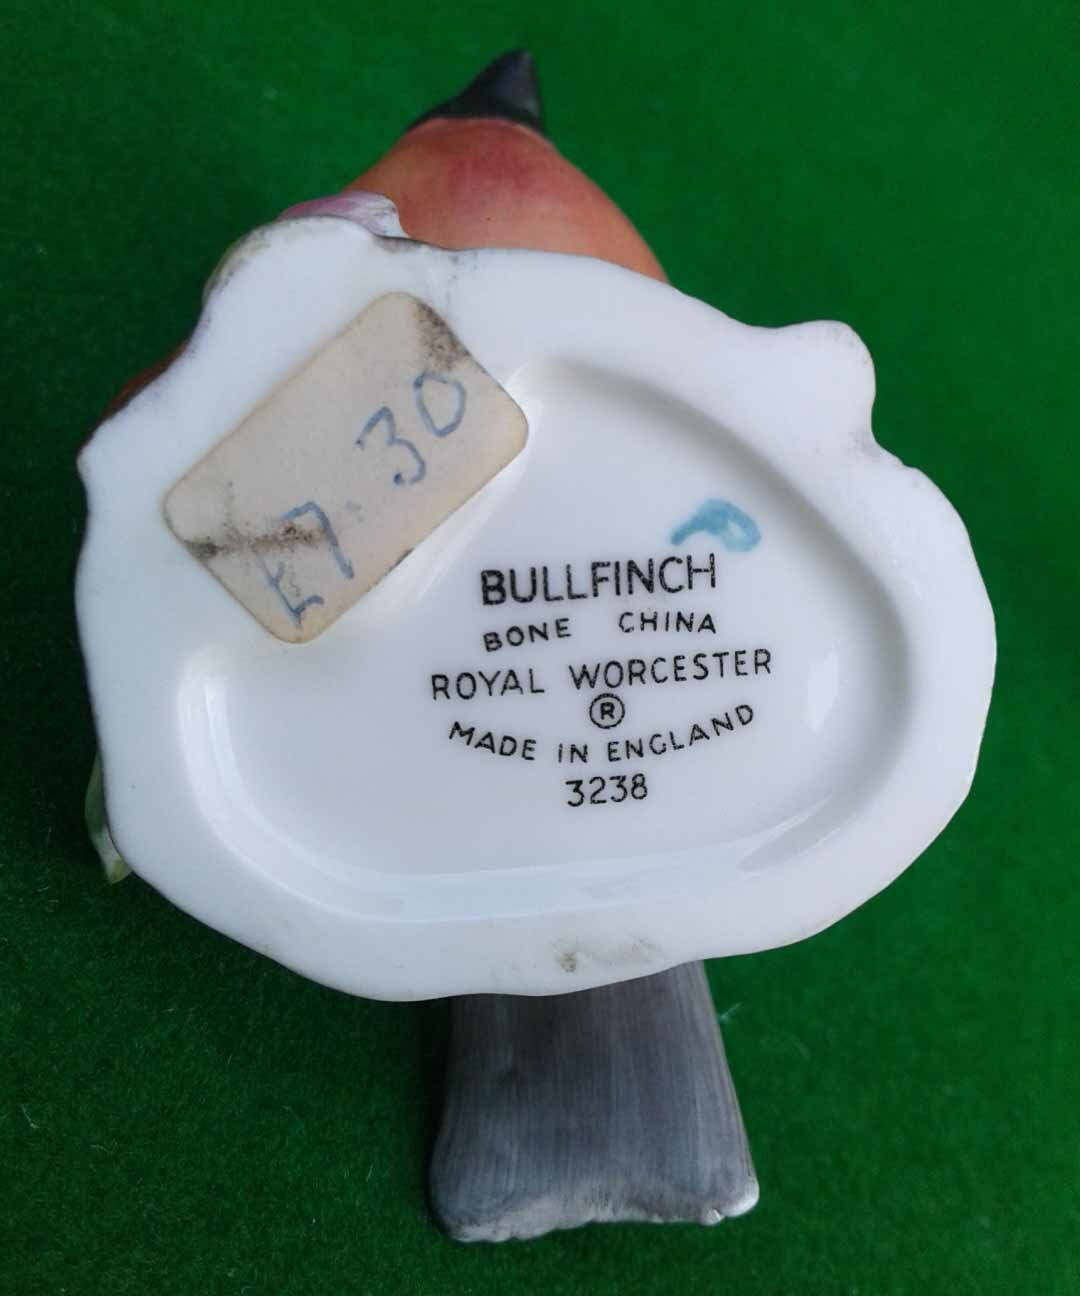 £7.30
BULLFINCH
BONE CHINA
ROYAL WORCESTER
®
MADE IN ENGLAND
3238